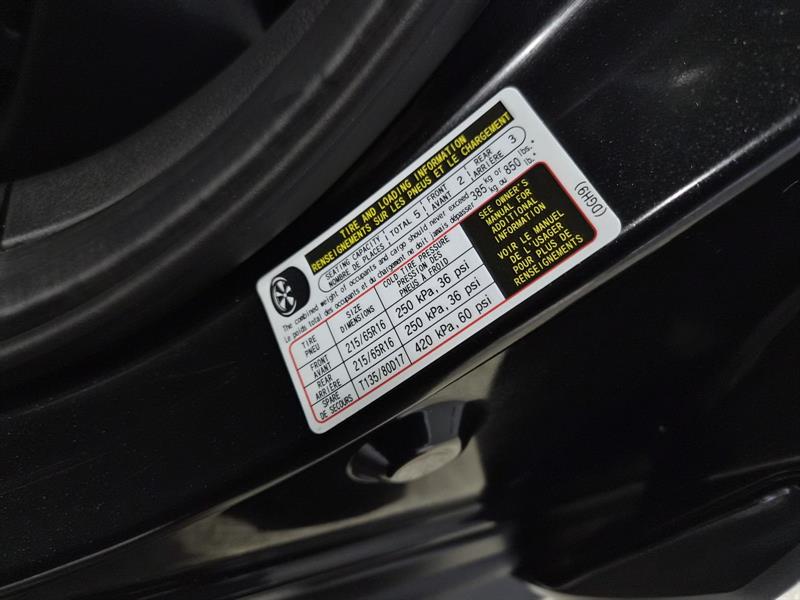 TIRE AND LOADING INFORMATION
RENSEIGNEMENTS SUR LES PNEUS ET LE CHARGEMENT
SEATING CAPACITY TOTAL 5 FRONT 2 REAR 3
NOMBRE DE PLACES AVANT ARRIÈRE
The combined weight of occupants and cargo should never exceed 385 kg or 850 lbs.*
Le poids total des occupants et du chargement ne doit jamais dépasser kg ou lb.*
TIRE
PNEU
SIZE
DIMENSIONS
COLD TIRE PRESSURE
PRESSION DES
PNEUS À FROID
FRONT
AVANT
215/65R16
250 kPa, 36 psi
REAR
ARRIÈRE
215/65R16
250 kPa, 36 psi
SPARE
DE SECOURS
T135/80D17
420 kPa, 60 psi
SEE OWNER'S
MANUAL FOR
ADDITIONAL
INFORMATION
VOIR LE MANUEL
DE L'USAGER
POUR PLUS DE
RENSEIGNEMENTS
(DGH9)